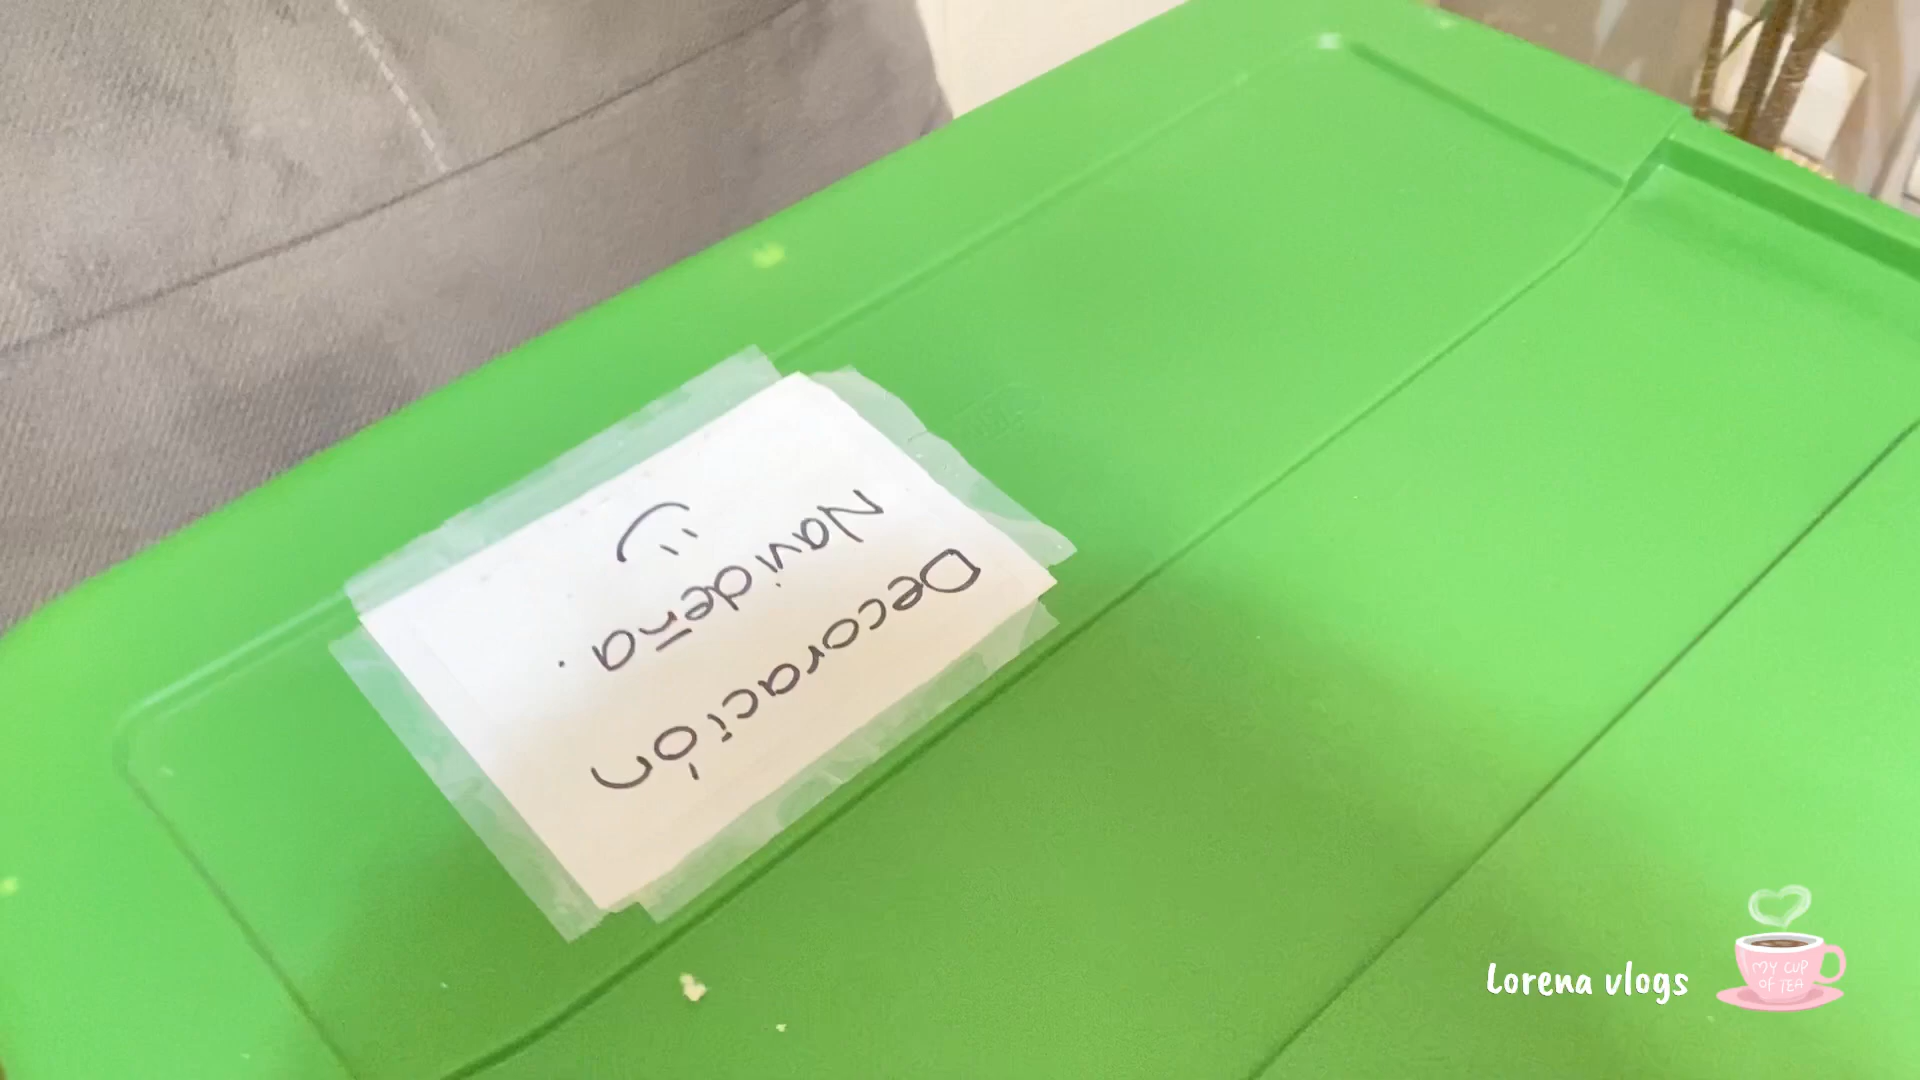 Decoración
Navideña.
Lorena vlogs
MY CUP
OF TEA